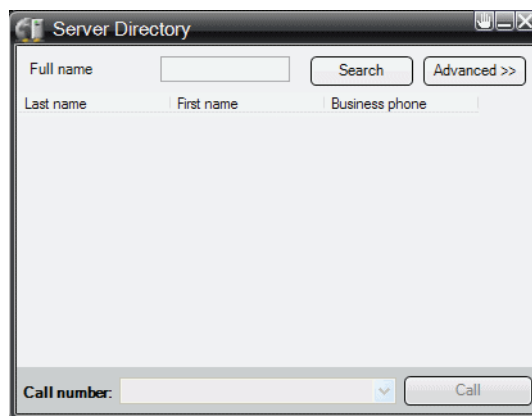 Server Directory
Full name Search Advanced >>
Last name First name Business phone
Call number: Call